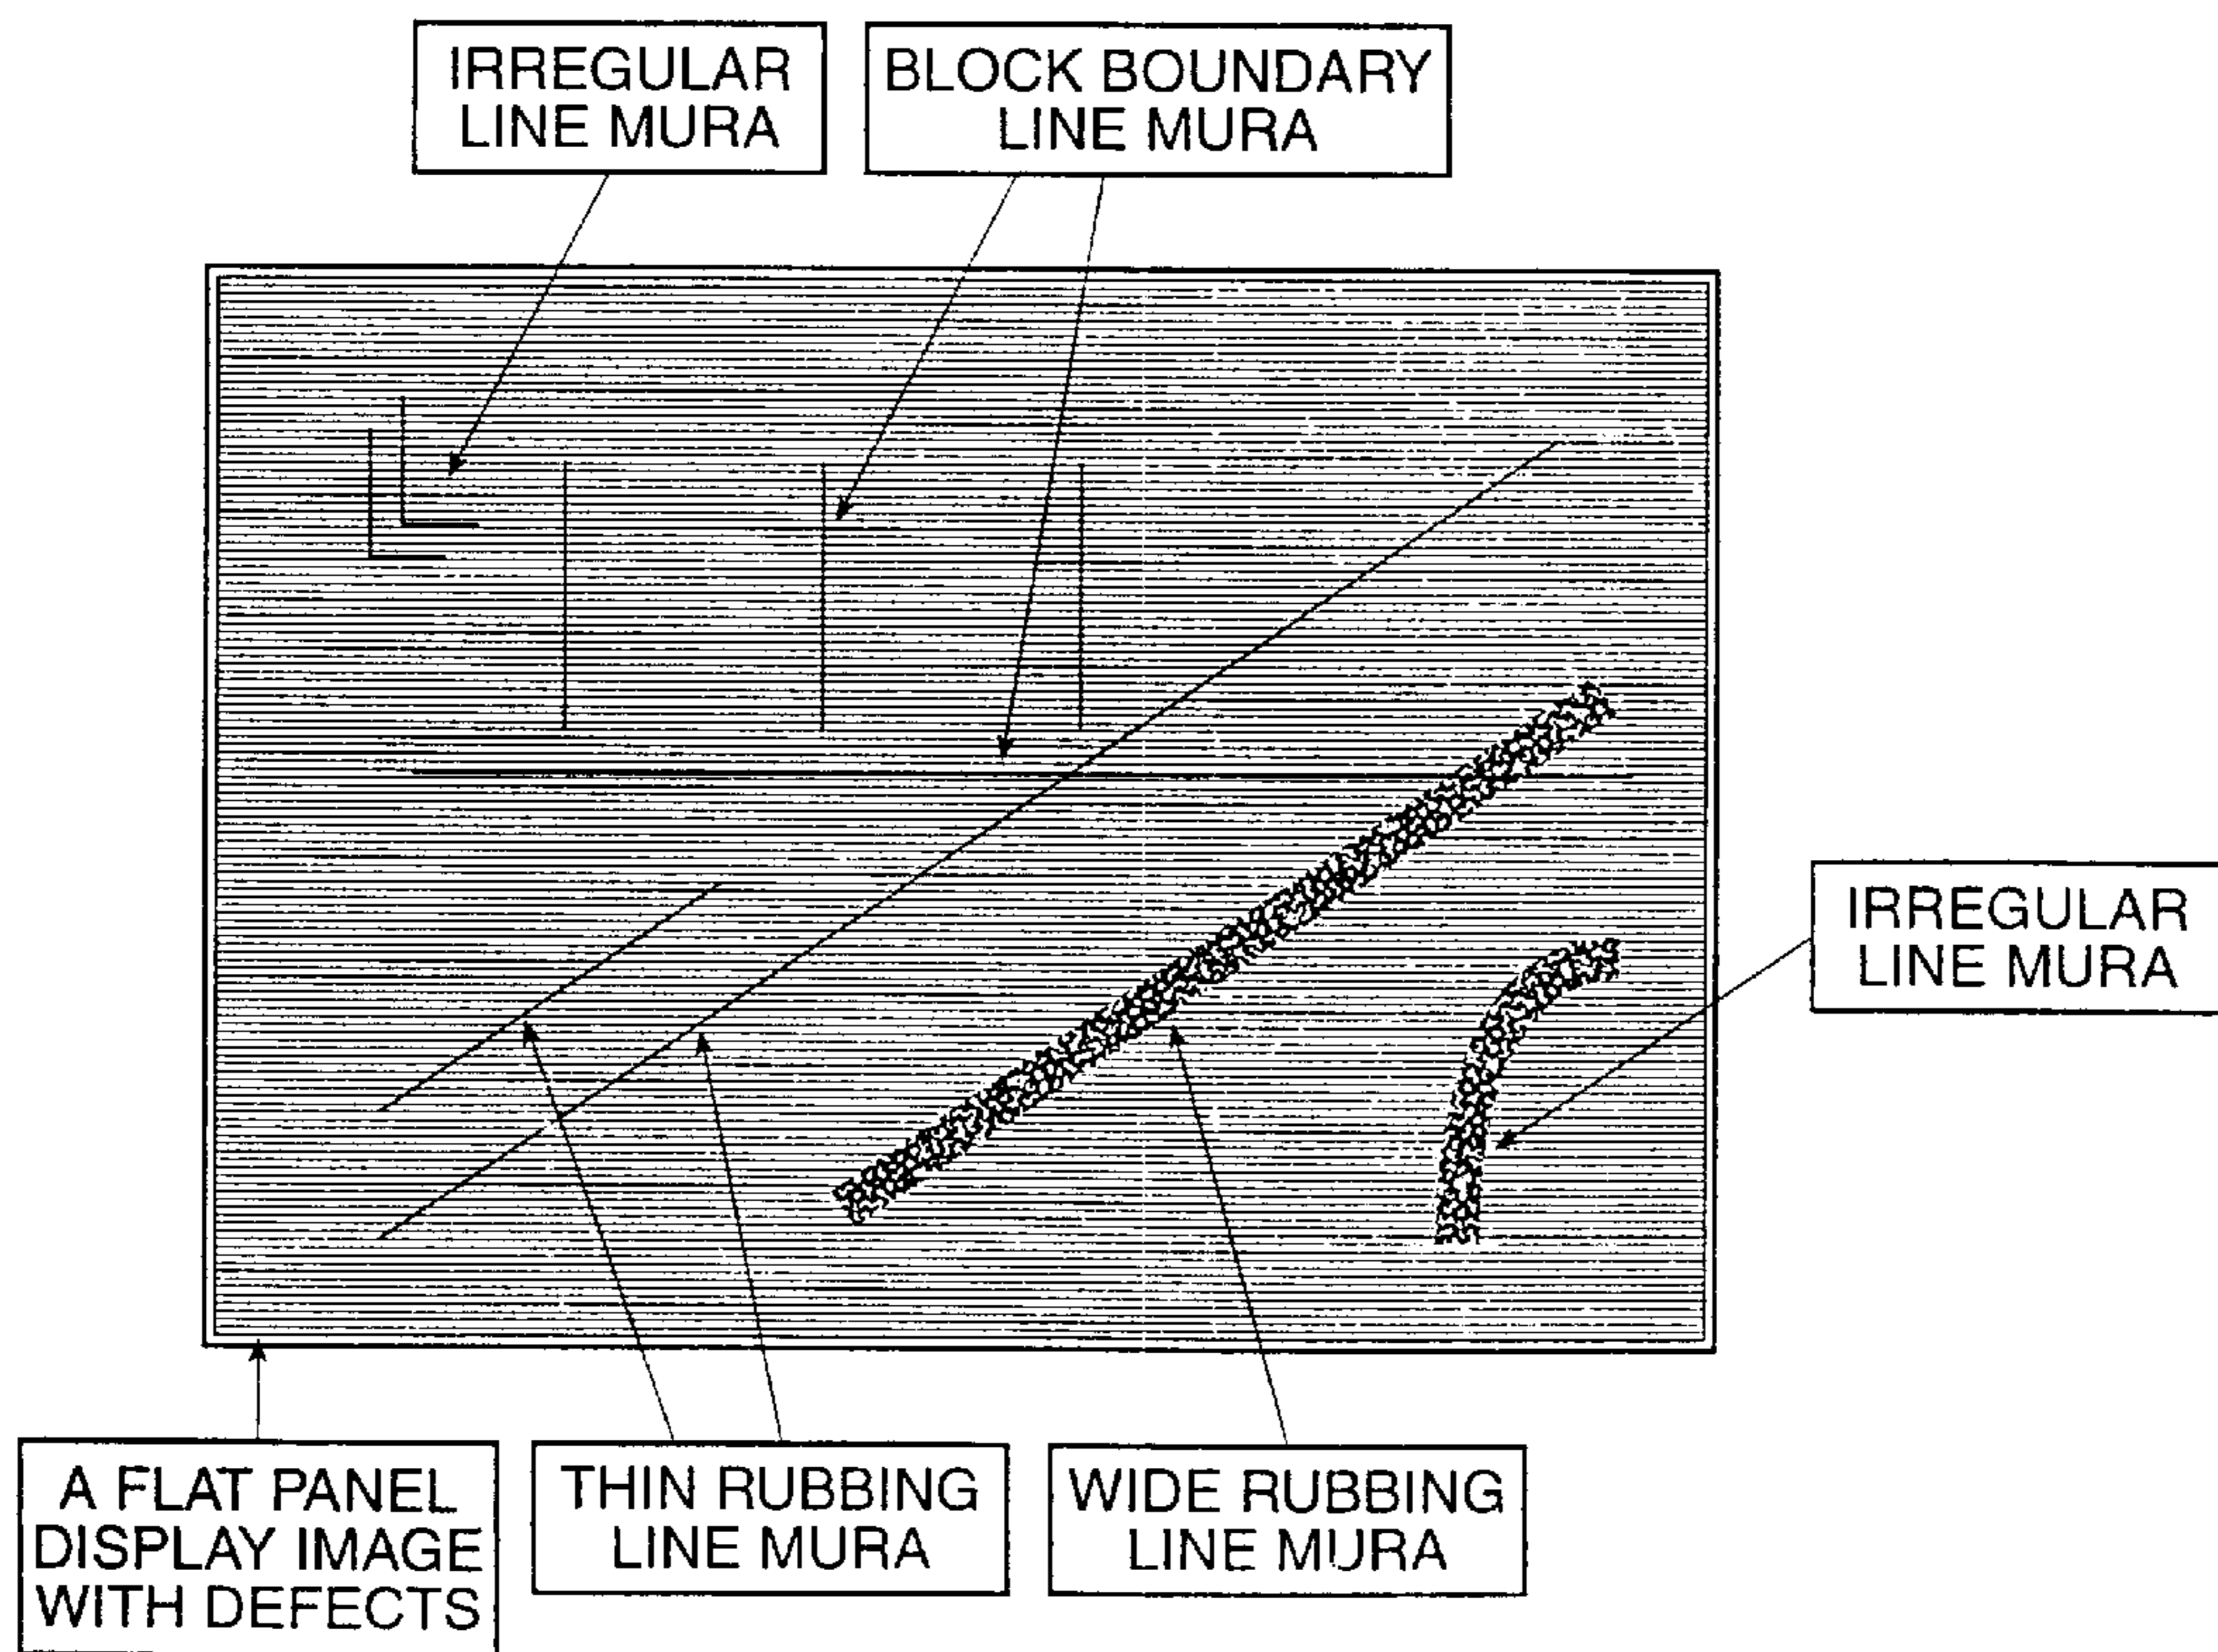 IRREGULAR
LINE MURA
BLOCK BOUNDARY
LINE MURA
IRREGULAR
LINE MURA
A FLAT PANEL
DISPLAY IMAGE
WITH DEFECTS
THIN RUBBING
LINE MURA
WIDE RUBBING
LINE MURA